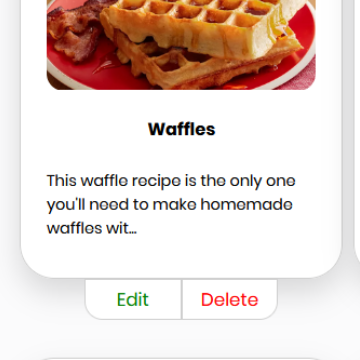 Waffles
This waffle recipe is the only one
you'll need to make homemade
waffles wit...
Edit
Delete